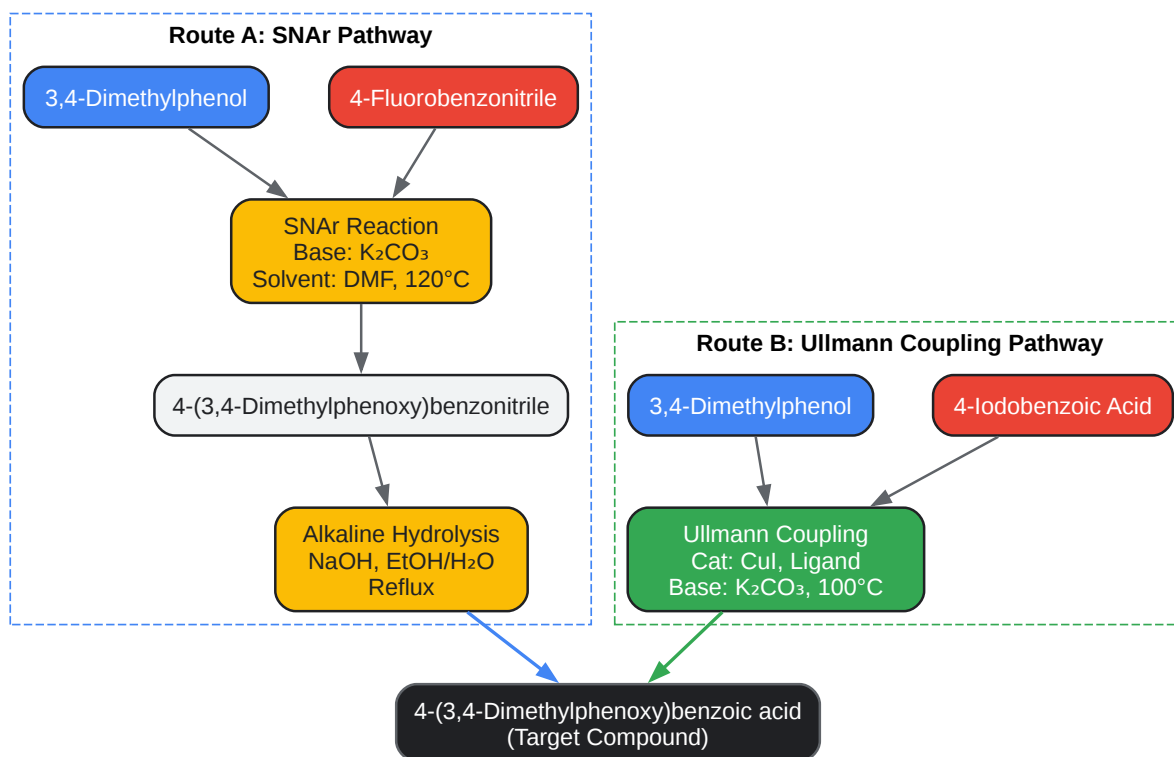 Route A: SNAr Pathway
3,4-Dimethylphenol
4-Fluorobenzonitrile
SNAr Reaction
Base: K₂CO₃
Solvent: DMF, 120°C
4-(3,4-Dimethylphenoxy)benzonitrile
Alkaline Hydrolysis
NaOH, EtOH/H₂O
Reflux
Route B: Ullmann Coupling Pathway
3,4-Dimethylphenol
4-Iodobenzoic Acid
Ullmann Coupling
Cat: CuI, Ligand
Base: K₂CO₃, 100°C
4-(3,4-Dimethylphenoxy)benzoic acid
(Target Compound)